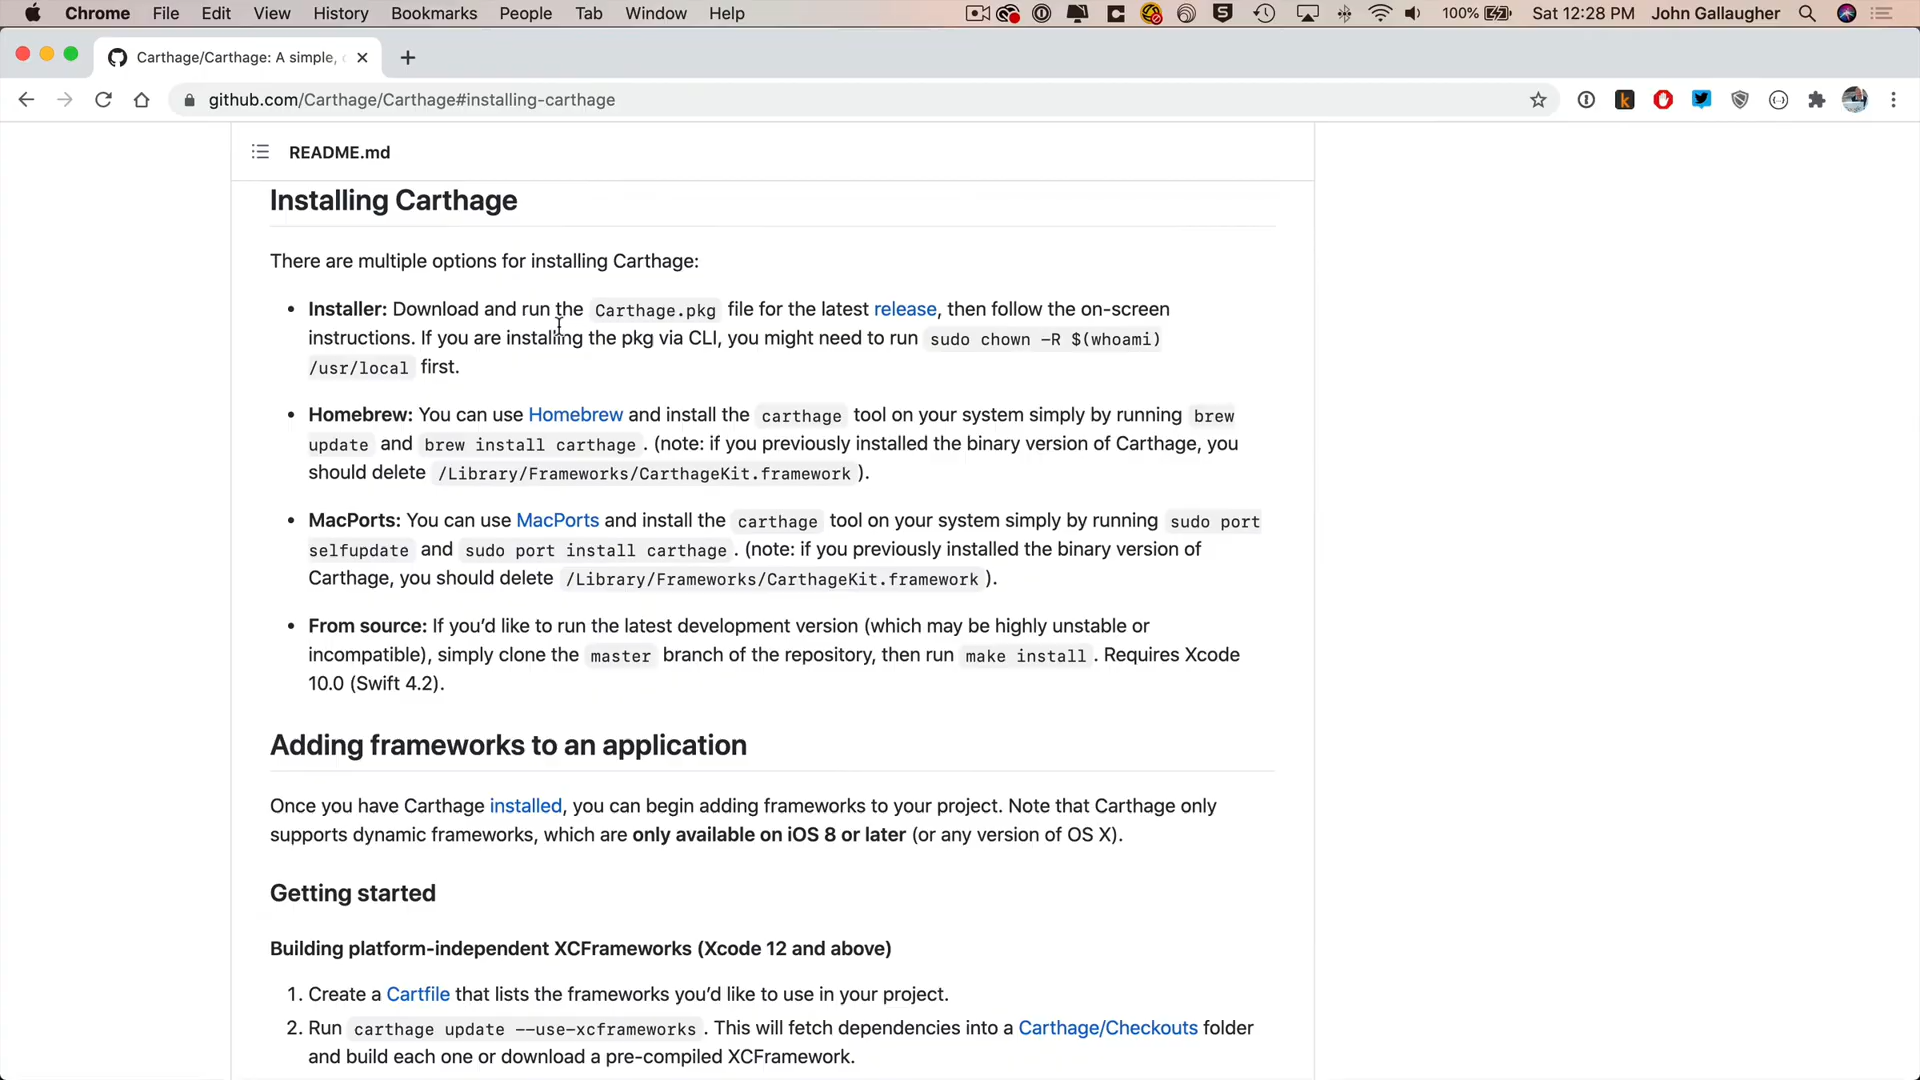 Chrome File Edit View History Bookmarks People Tab Window Help 100% Sat 12:28 PM John Gallaugher
Carthage/Carthage: A simple,
github.com/Carthage/Carthage#installing-carthage
README.md
Installing Carthage
There are multiple options for installing Carthage:
• Installer: Download and run the Carthage.pkg file for the latest release, then follow the on-screen
instructions. If you are installing the pkg via CLI, you might need to run sudo chown -R $(whoami)
/usr/local first.
• Homebrew: You can use Homebrew and install the carthage tool on your system simply by running brew
update and brew install carthage . (note: if you previously installed the binary version of Carthage, you
should delete /Library/Frameworks/CarthageKit.framework ).
• MacPorts: You can use MacPorts and install the carthage tool on your system simply by running sudo port
selfupdate and sudo port install carthage . (note: if you previously installed the binary version of
Carthage, you should delete /Library/Frameworks/CarthageKit.framework ).
• From source: If you’d like to run the latest development version (which may be highly unstable or
incompatible), simply clone the master branch of the repository, then run make install . Requires Xcode
10.0 (Swift 4.2).
Adding frameworks to an application
Once you have Carthage installed, you can begin adding frameworks to your project. Note that Carthage only
supports dynamic frameworks, which are only available on iOS 8 or later (or any version of OS X).
Getting started
Building platform-independent XCFrameworks (Xcode 12 and above)
1. Create a Cartfile that lists the frameworks you’d like to use in your project.
2. Run carthage update --use-xcframeworks . This will fetch dependencies into a Carthage/Checkouts folder
and build each one or download a pre-compiled XCFramework.